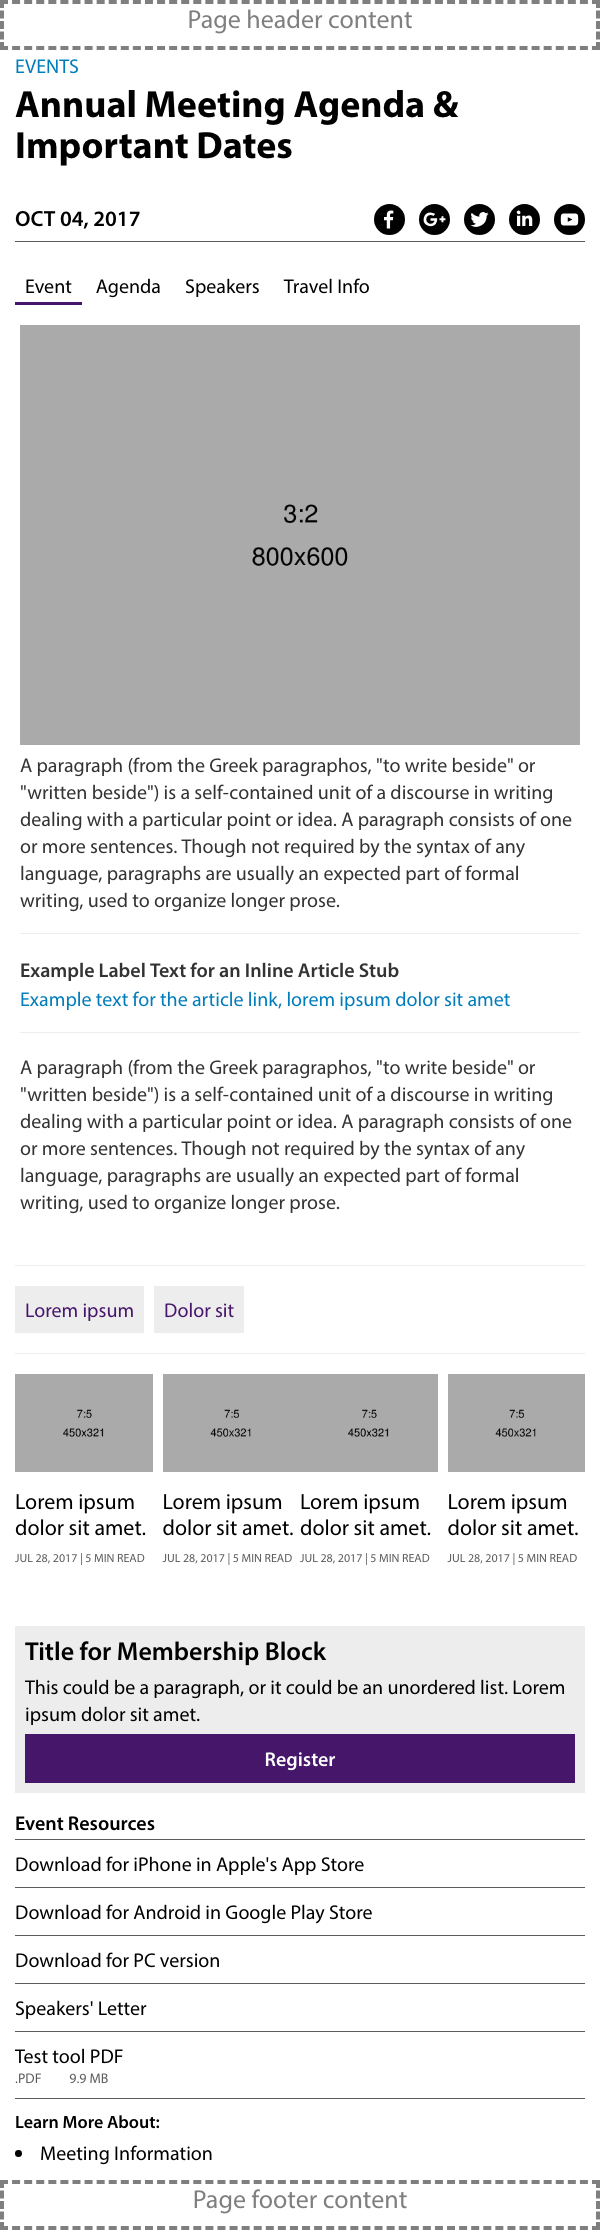 Page header content
EVENTS
Annual Meeting Agenda &
Important Dates
OCT 04, 2017
Event Agenda Speakers Travel Info
3:2
800x600
A paragraph (from the Greek paragraphos, "to write beside" or
"written beside") is a self-contained unit of a discourse in writing
dealing with a particular point or idea. A paragraph consists of one
or more sentences. Though not required by the syntax of any
language, paragraphs are usually an expected part of formal
writing, used to organize longer prose.
Example Label Text for an Inline Article Stub
Example text for the article link, lorem ipsum dolor sit amet
A paragraph (from the Greek paragraphos, "to write beside" or
"written beside") is a self-contained unit of a discourse in writing
dealing with a particular point or idea. A paragraph consists of one
or more sentences. Though not required by the syntax of any
language, paragraphs are usually an expected part of formal
writing, used to organize longer prose.
Lorem ipsum
Dolor sit
7:5
450x321
Lorem ipsum
dolor sit amet.
JUL 28, 2017 | 5 MIN READ
7:5
450x321
Lorem ipsum
dolor sit amet.
JUL 28, 2017 | 5 MIN READ
7:5
450x321
Lorem ipsum
dolor sit amet.
JUL 28, 2017 | 5 MIN READ
7:5
450x321
Lorem ipsum
dolor sit amet.
JUL 28, 2017 | 5 MIN READ
Title for Membership Block
This could be a paragraph, or it could be an unordered list. Lorem
ipsum dolor sit amet.
Register
Event Resources
Download for iPhone in Apple's App Store
Download for Android in Google Play Store
Download for PC version
Speakers' Letter
Test tool PDF
.PDF 9.9 MB
Learn More About:
• Meeting Information
Page footer content